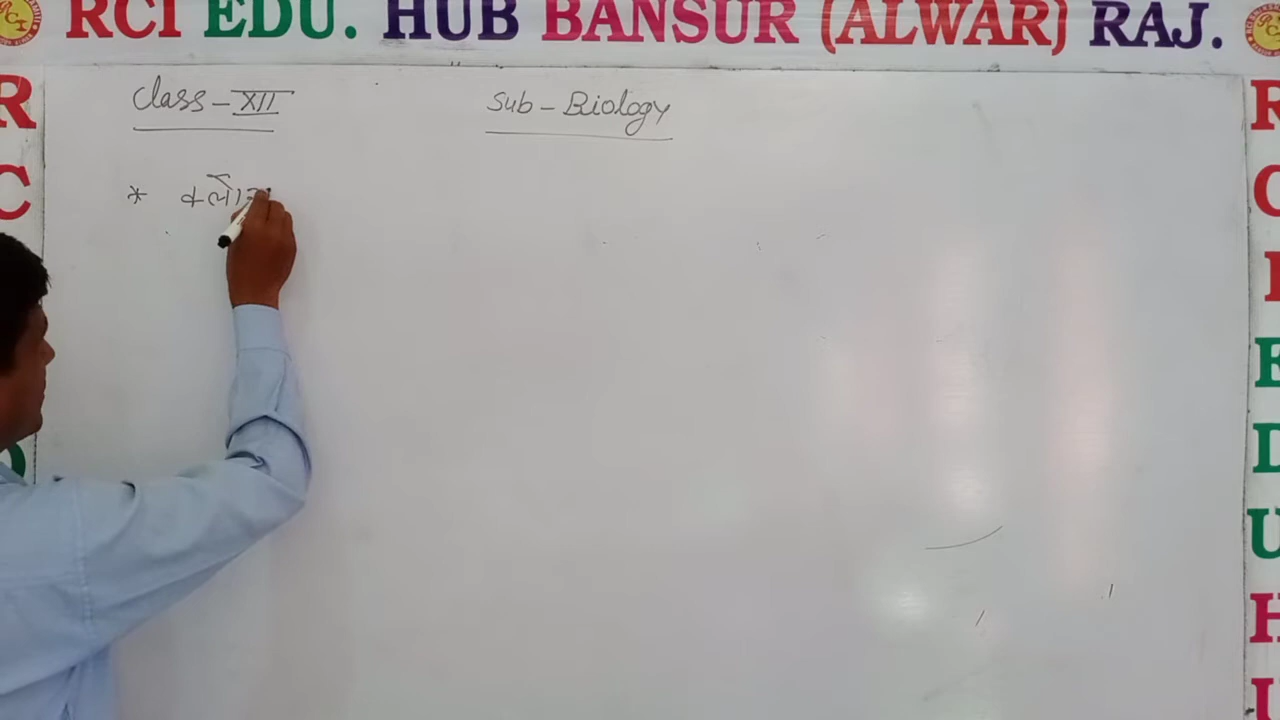 RCI EDU. HUB BANSUR (ALWAR) RAJ.
Class - XII
Sub - Biology
*
R
C
R
C
I
E
D
U
H
U